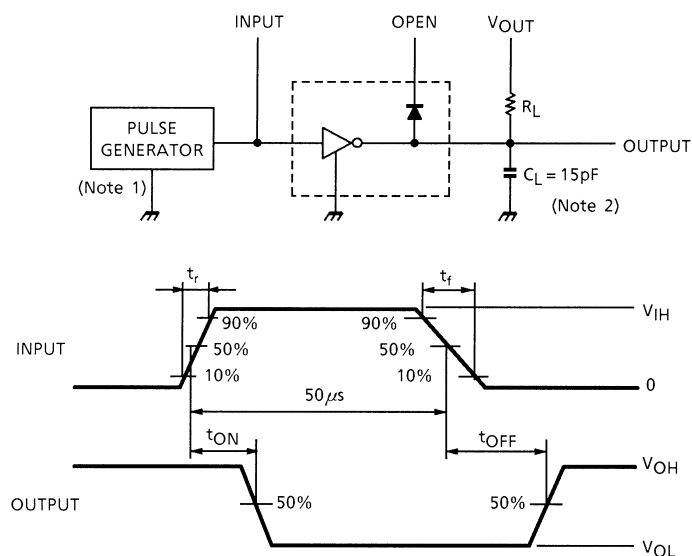 INPUT OPEN VOUT
RL
PULSE GENERATOR
OUTPUT
(Note 1)
CL = 15pF
(Note 2)
tr tf
VIH
90% 90%
INPUT 50% 50%
10% 10%
0
50μs
tON tOFF
VOH
OUTPUT 50% 50%
VOL